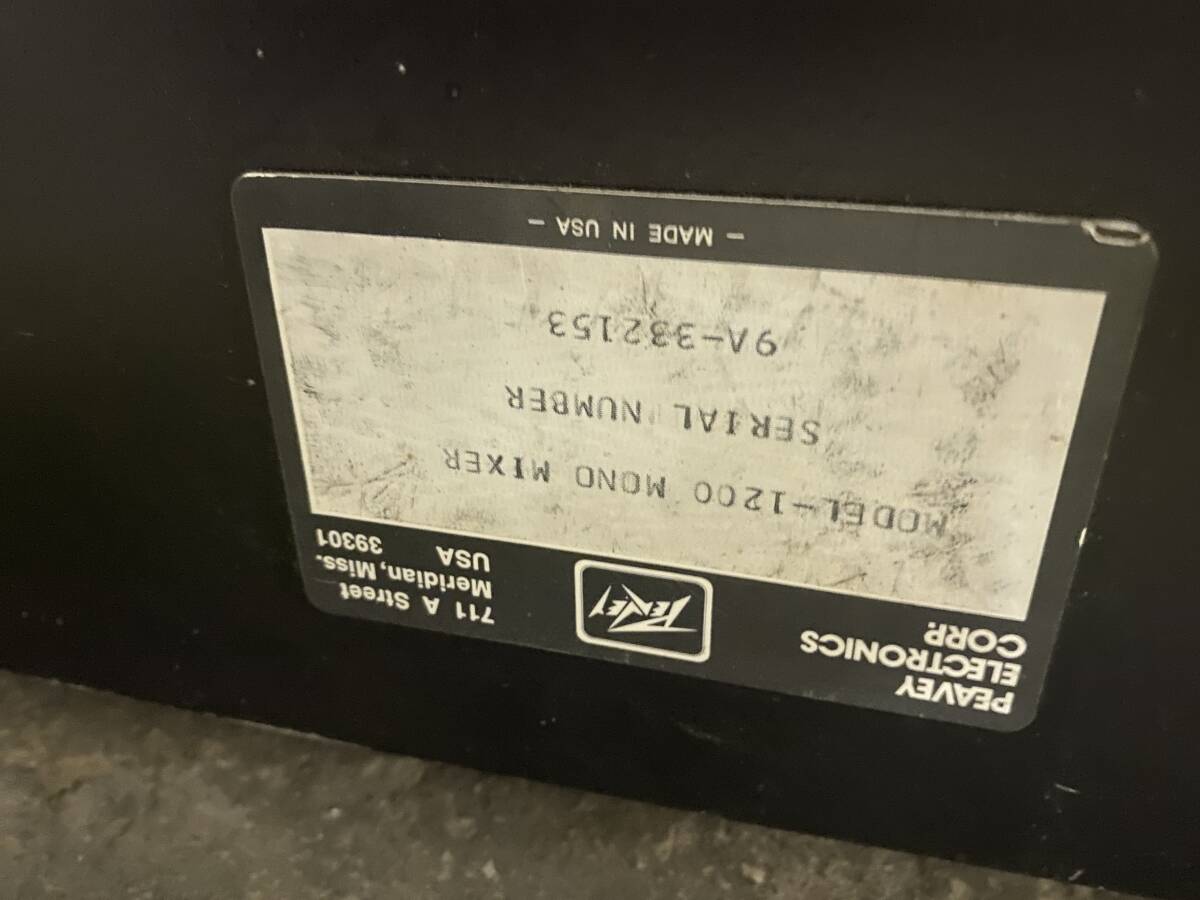 PEAVEY
ELECTRONICS
CORP.
PEAVEY
711 A Street
Meridian, Miss.
USA 39301
MODEL-1200 MONO MIXER
SERIAL NUMBER
9A-332153
— MADE IN USA —